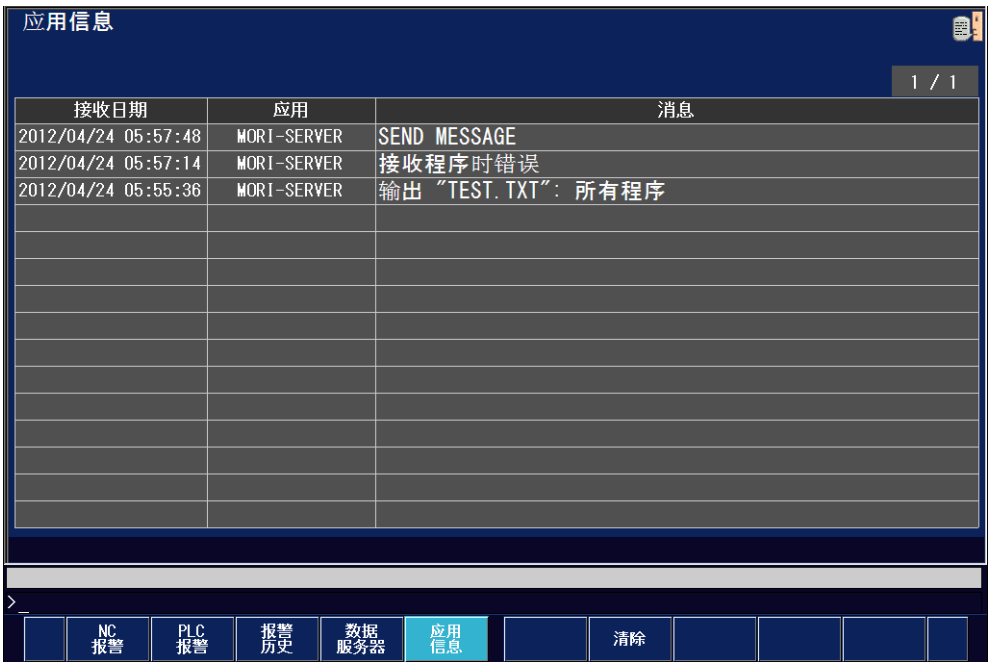 应用信息
1 / 1
接收日期 应用 消息
2012/04/24 05:57:48 MORI-SERVER SEND MESSAGE
2012/04/24 05:57:14 MORI-SERVER 接收程序时错误
2012/04/24 05:55:36 MORI-SERVER 输出 "TEST.TXT": 所有程序
>_
NC 报警 PLC 报警 报警 历史 数据 服务器 应用 信息 清除